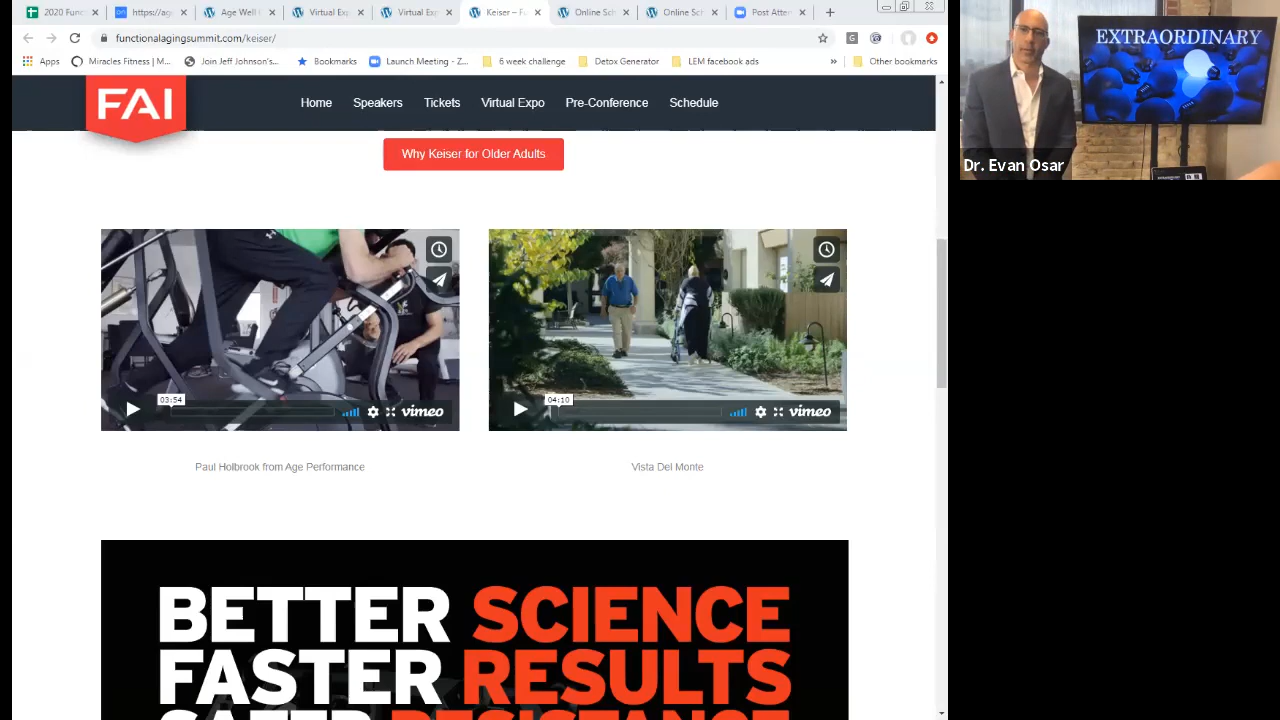 2020 Func
https://ag
Age Well
Virtual Exp
Virtual Exp
Keiser – F
Online Sch
Online Sch
Post Atten
functionalagingsummit.com/keiser/
Apps
Miracles Fitness | M...
Join Jeff Johnson's...
Bookmarks
Launch Meeting - Z...
6 week challenge
Detox Generator
LEM facebook ads
»
Other bookmarks
FAI
Home
Speakers
Tickets
Virtual Expo
Pre-Conference
Schedule
Why Keiser for Older Adults
03:54
vimeo
04:10
vimeo
Paul Holbrook from Age Performance
Vista Del Monte
BETTER SCIENCE
FASTER RESULTS
SAFER RESISTANCE
EXTRAORDINARY
Dr. Evan Osar